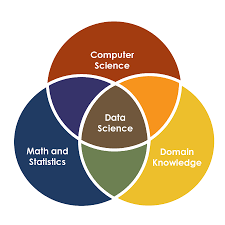 Computer
Science
Data
Science
Math and
Statistics
Domain
Knowledge